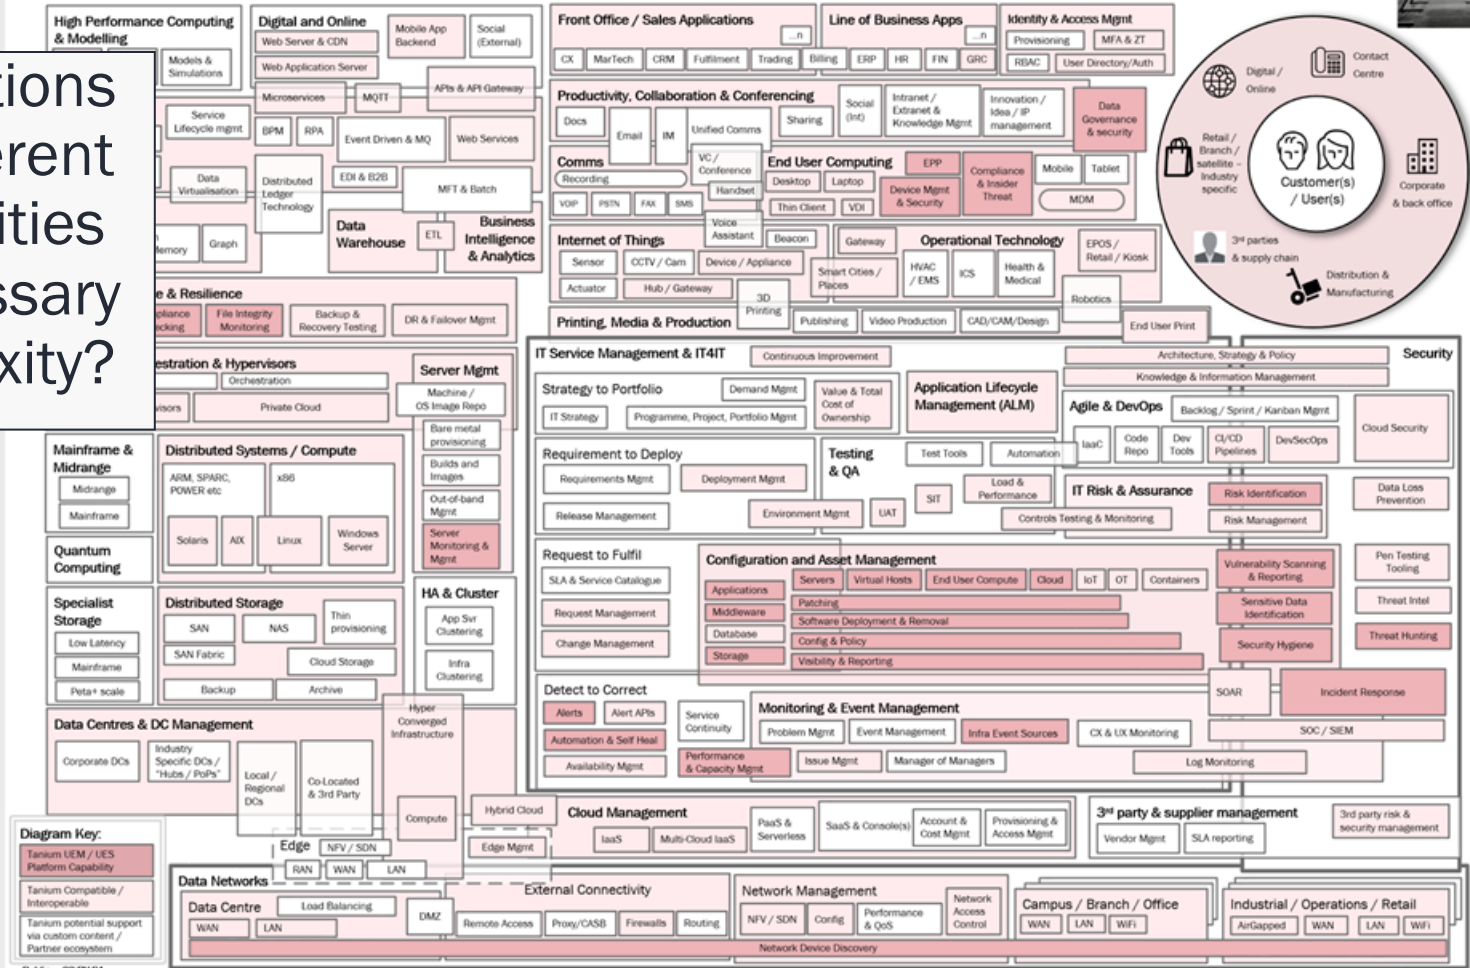 tions
erent
ities
ssary
xity?
High Performance Computing
& Modelling
Models &
Simulations
Digital and Online
Web Server & CDN
Web Application Server
Mobile App
Backend
Social
(External)
Microservices
MQTT
APIs & API Gateway
Service
Lifecycle mgmt
BPM
RPA
Event Driven & MQ
Web Services
Data
Virtualisation
Distributed
Ledger
Technology
EDI & B2B
MFT & Batch
Memory
Graph
Data
Warehouse
ETL
Business
Intelligence
& Analytics
e & Resilience
pliance
ecking
File Integrity
Monitoring
Backup &
Recovery Testing
DR & Failover Mgmt
estration & Hypervisors
Orchestration
visors
Private Cloud
Server Mgmt
Machine /
OS Image Repo
Bare metal
provisioning
Builds and
Images
Out-of-band
Mgmt
Server
Monitoring &
Mgmt
Mainframe &
Midrange
Midrange
Mainframe
Distributed Systems / Compute
ARM, SPARC,
POWER etc
x86
Solaris
AIX
Linux
Windows
Server
Quantum
Computing
Specialist
Storage
Low Latency
Mainframe
Peta+ scale
Distributed Storage
SAN
NAS
Thin
provisioning
SAN Fabric
Cloud Storage
Backup
Archive
HA & Cluster
App Svr
Clustering
Infra
Clustering
Data Centres & DC Management
Corporate DCs
Industry
Specific DCs /
"Hubs / PoPs"
Local /
Regional
DCs
Co-Located
& 3rd Party
Hyper
Converged
Infrastructure
Compute
Front Office / Sales Applications
...n
CX
MarTech
CRM
Fulfilment
Trading
Billing
Line of Business Apps
...n
ERP
HR
FIN
GRC
Identity & Access Mgmt
Provisioning
MFA & ZT
RBAC
User Directory/Auth
Productivity, Collaboration & Conferencing
Docs
Email
IM
Unified Comms
Sharing
Social
(Int)
Intranet /
Extranet &
Knowledge Mgmt
Innovation /
Idea / IP
management
Data
Governance
& security
Comms
Recording
VOIP
PSTN
FAX
SMS
VC /
Conference
Handset
Voice
Assistant
End User Computing
Desktop
Laptop
Thin Client
VDI
EPP
Device Mgmt
& Security
Compliance
& Insider
Threat
Mobile
Tablet
MDM
Internet of Things
Sensor
CCTV / Cam
Device / Appliance
Actuator
Hub / Gateway
Beacon
Gateway
Smart Cities /
Places
3D
Printing
Operational Technology
HVAC
/ EMS
ICS
Health &
Medical
EPOS /
Retail / Kiosk
Robotics
Printing, Media & Production
Publishing
Video Production
CAD/CAM/Design
End User Print
Digital /
Online
Contact
Centre
Retail /
Branch /
satellite –
Industry
specific
Customer(s)
/ User(s)
Corporate
& back office
3rd parties
& supply chain
Distribution &
Manufacturing
IT Service Management & IT4IT
Continuous Improvement
Architecture, Strategy & Policy
Knowledge & Information Management
Security
Strategy to Portfolio
Demand Mgmt
IT Strategy
Programme, Project, Portfolio Mgmt
Value & Total
Cost of
Ownership
Application Lifecycle
Management (ALM)
Agile & DevOps
Backlog / Sprint / Kanban Mgmt
IaaC
Code
Repo
Dev
Tools
CI/CD
Pipelines
DevSecOps
Cloud Security
Requirement to Deploy
Requirements Mgmt
Deployment Mgmt
Release Management
Environment Mgmt
Testing
& QA
Test Tools
Automation
Load &
Performance
UAT
SIT
Controls Testing & Monitoring
IT Risk & Assurance
Risk Identification
Risk Management
Data Loss
Prevention
Request to Fulfil
SLA & Service Catalogue
Request Management
Change Management
Configuration and Asset Management
Applications
Middleware
Database
Storage
Servers
Virtual Hosts
End User Compute
Cloud
IoT
OT
Containers
Patching
Software Deployment & Removal
Config & Policy
Visibility & Reporting
Vulnerability Scanning
& Reporting
Sensitive Data
Identification
Security Hygiene
Pen Testing
Tooling
Threat Intel
Threat Hunting
SOAR
Incident Response
SOC / SIEM
Detect to Correct
Alerts
Alert APIs
Automation & Self Heal
Availability Mgmt
Service
Continuity
Performance
& Capacity Mgmt
Monitoring & Event Management
Problem Mgmt
Event Management
Infra Event Sources
CX & UX Monitoring
Issue Mgmt
Manager of Managers
Log Monitoring
Hybrid Cloud
Cloud Management
IaaS
Multi-Cloud IaaS
PaaS &
Serverless
SaaS & Console(s)
Account &
Cost Mgmt
Provisioning &
Access Mgmt
3rd party & supplier management
Vendor Mgmt
SLA reporting
3rd party risk &
security management
Diagram Key:
Tanium UEM / UES
Platform Capability
Tanium Compatible /
Interoperable
Tanium potential support
via custom content /
Partner ecosystem
Edge
NFV / SDN
Edge Mgmt
RAN
WAN
LAN
Data Networks
Data Centre
Load Balancing
WAN
LAN
DMZ
External Connectivity
Remote Access
Proxy/CASB
Firewalls
Routing
Network Management
NFV / SDN
Config
Performance
& QoS
Network
Access
Control
Campus / Branch / Office
WAN
LAN
WiFi
Industrial / Operations / Retail
AirGapped
WAN
LAN
WiFi
Network Device Discovery